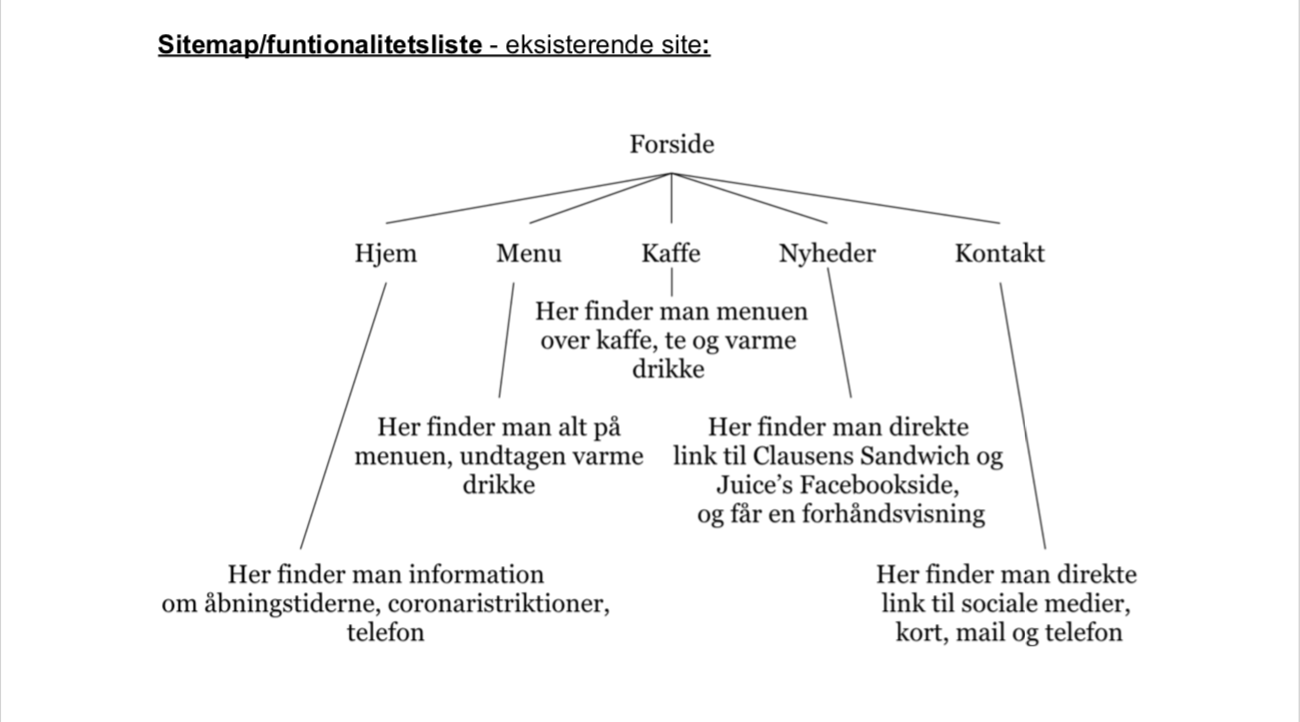 Sitemap/funtionalitetsliste - eksisterende site:
Forside
Hjem Menu Kaffe Nyheder Kontakt
Her finder man menuen
over kaffe, te og varme
drikke
Her finder man alt på
menuen, undtagen varme
drikke
Her finder man direkte
link til Clausens Sandwich og
Juice’s Facebookside,
og får en forhåndsvisning
Her finder man information
om åbningstiderne, coronaristriktioner,
telefon
Her finder man direkte
link til sociale medier,
kort, mail og telefon